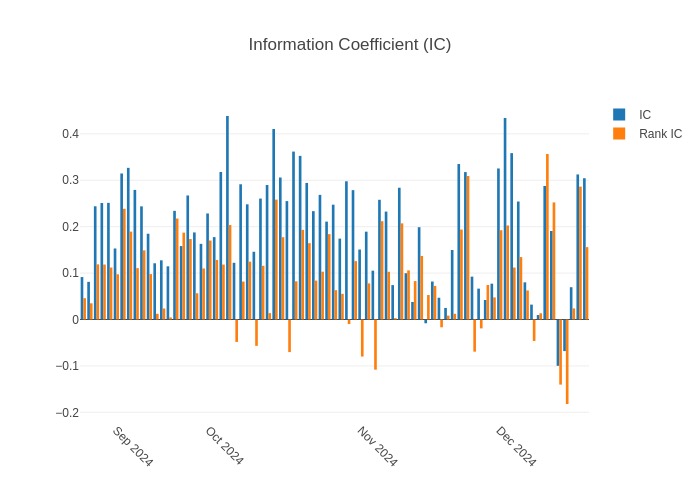 Information Coefficient (IC)
IC
Rank IC
0.4
0.3
0.2
0.1
0
−0.1
−0.2
Sep 2024
Oct 2024
Nov 2024
Dec 2024